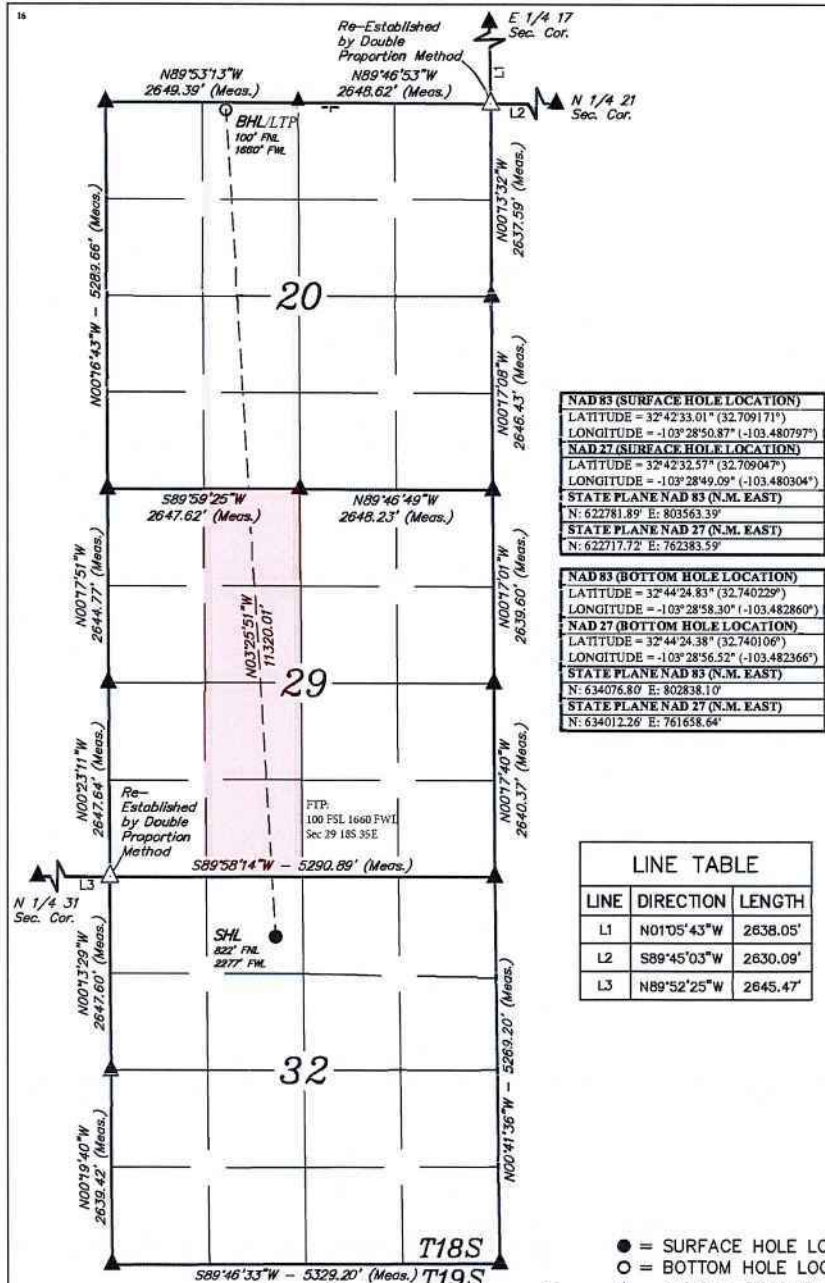 16
Re-Established
by Double
Proportion
Method
E 1/4 17
Sec. Cor.
L1
N89°53'13"W
2649.39' (Meas.)
N89°46'53"W
2648.62' (Meas.)
L2
N 1/4 21
Sec. Cor.
BHL/LTP
100' FNL
1660' FWL
N00°13'32"W
2637.59' (Meas.)
N00°16'43"W – 5289.66' (Meas.)
20
N00°17'08"W
2646.43' (Meas.)
S89°59'25"W
2647.62' (Meas.)
N89°46'49"W
2648.23' (Meas.)
N00°17'51"W
2644.77' (Meas.)
N03°25'51"W
11320.01'
N00°17'01"W
2639.60' (Meas.)
29
N00°23'11"W
2647.64' (Meas.)
N00°17'40"W
2640.37' (Meas.)
Re-
Established
by Double
Proportion
Method
FTP:
100 FSL 1660 FWL
Sec 29 18S 35E
S89°58'14"W – 5290.89' (Meas.)
L3
N 1/4 31
Sec. Cor.
SHL
822' FNL
2277' FWL
N00°13'29"W
2647.60' (Meas.)
32
N00°41'36"W – 5269.20' (Meas.)
N00°19'40"W
2639.42' (Meas.)
T18S
S89°46'33"W – 5329.20' (Meas.)
T19S
NAD 83 (SURFACE HOLE LOCATION)
LATITUDE = 32°42'33.01" (32.709171°)
LONGITUDE = -103°28'50.87" (-103.480797°)
NAD 27 (SURFACE HOLE LOCATION)
LATITUDE = 32°42'32.57" (32.709047°)
LONGITUDE = -103°28'49.09" (-103.480304°)
STATE PLANE NAD 83 (N.M. EAST)
N: 622781.89' E: 803563.39'
STATE PLANE NAD 27 (N.M. EAST)
N: 622717.72' E: 762383.59'
NAD 83 (BOTTOM HOLE LOCATION)
LATITUDE = 32°44'24.83" (32.740229°)
LONGITUDE = -103°28'58.30" (-103.482860°)
NAD 27 (BOTTOM HOLE LOCATION)
LATITUDE = 32°44'24.38" (32.740106°)
LONGITUDE = -103°28'56.52" (-103.482366°)
STATE PLANE NAD 83 (N.M. EAST)
N: 634076.80' E: 802838.10'
STATE PLANE NAD 27 (N.M. EAST)
N: 634012.26' E: 761658.64'
LINE TABLE
LINE DIRECTION LENGTH
L1 N01°05'43"W 2638.05'
L2 S89°45'03"W 2630.09'
L3 N89°52'25"W 2645.47'
= SURFACE HOLE LO
= BOTTOM HOLE LOC